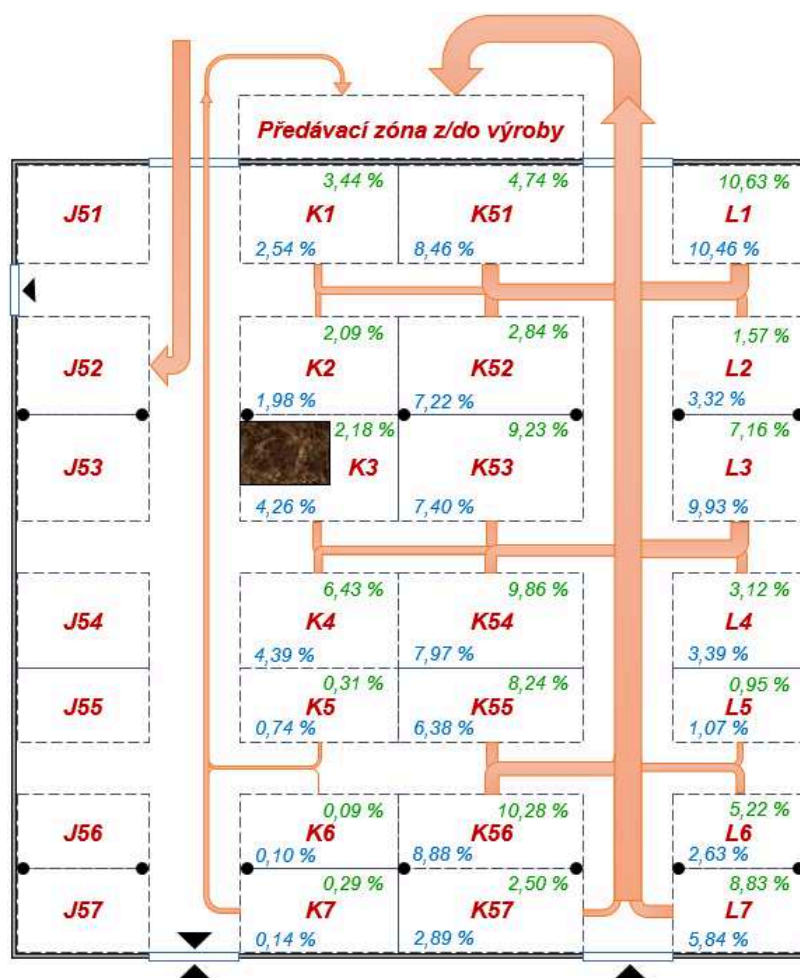 Předávací zóna z/do výroby
J51
3,44 %
K1
2,54 %
4,74 %
K51
8,46 %
10,63 %
L1
10,46 %
J52
2,09 %
K2
1,98 %
2,84 %
K52
7,22 %
1,57 %
L2
3,32 %
J53
2,18 %
K3
4,26 %
9,23 %
K53
7,40 %
7,16 %
L3
9,93 %
J54
6,43 %
K4
4,39 %
9,86 %
K54
7,97 %
3,12 %
L4
3,39 %
J55
0,31 %
K5
0,74 %
8,24 %
K55
6,38 %
0,95 %
L5
1,07 %
J56
0,09 %
K6
0,10 %
10,28 %
K56
8,88 %
5,22 %
L6
2,63 %
J57
0,29 %
K7
0,14 %
2,50 %
K57
2,89 %
8,83 %
L7
5,84 %